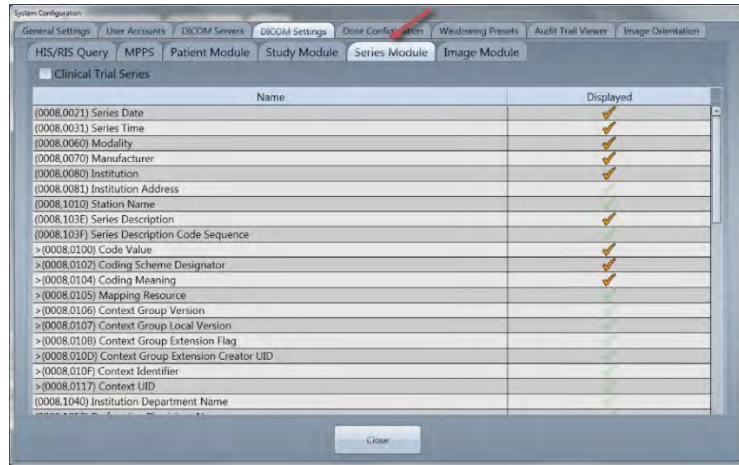 System Configuration
General Settings User Accounts DICOM Servers DICOM Settings Dose Configuration Windowing Presets Audit Trail Viewer Image Orientation
HIS/RIS Query MPPS Patient Module Study Module Series Module Image Module
Clinical Trial Series
Name Displayed
(0008,0021) Series Date
(0008,0031) Series Time
(0008,0060) Modality
(0008,0070) Manufacturer
(0008,0080) Institution
(0008,0081) Institution Address
(0008,1010) Station Name
(0008,103E) Series Description
(0008,103F) Series Description Code Sequence
>(0008,0100) Code Value
>(0008,0102) Coding Scheme Designator
>(0008,0104) Coding Meaning
>(0008,0105) Mapping Resource
>(0008,0106) Context Group Version
>(0008,0107) Context Group Local Version
>(0008,010B) Context Group Extension Flag
>(0008,010D) Context Group Extension Creator UID
>(0008,010F) Context Identifier
>(0008,0117) Context UID
(0008,1040) Institution Department Name
Close